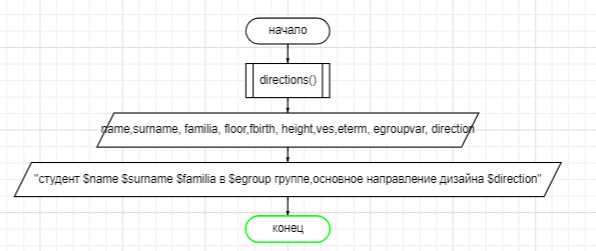 начало
directions()
name,surname, familia, floor,fbirth, height,ves,eterm, egroupvar, direction
"студент $name $surname $familia в $egroup группе,основное направление дизайна $direction"
конец